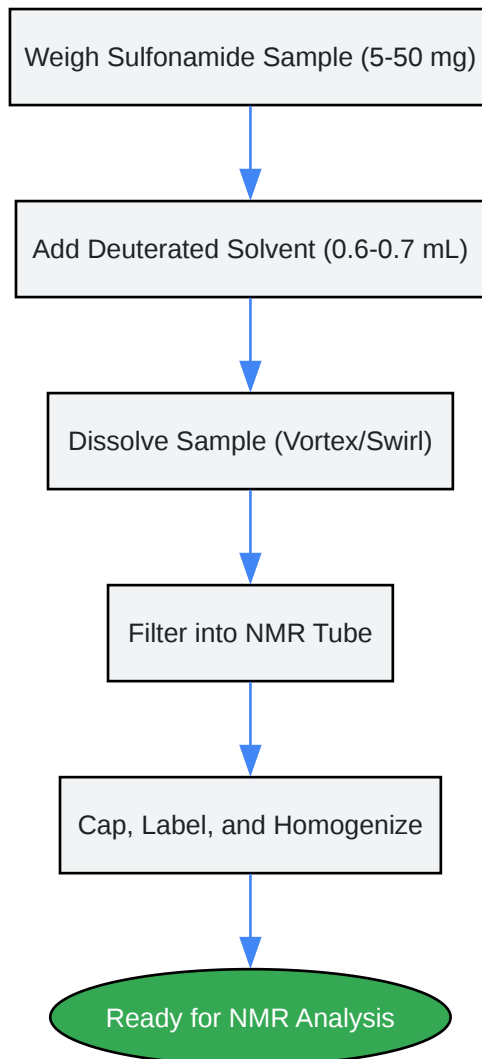 Weigh Sulfonamide Sample (5-50 mg)
Add Deuterated Solvent (0.6-0.7 mL)
Dissolve Sample (Vortex/Swirl)
Filter into NMR Tube
Cap, Label, and Homogenize
Ready for NMR Analysis